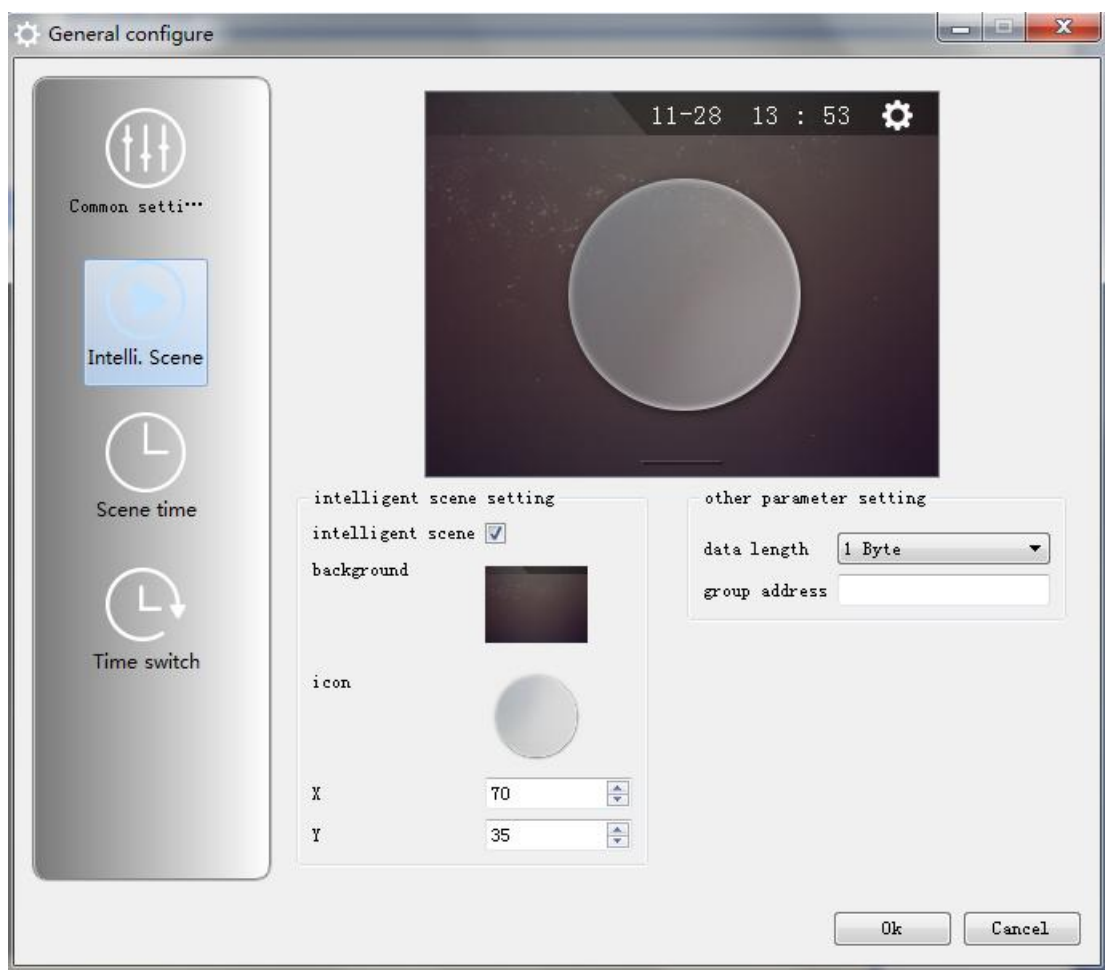 General configure
11-28 13 : 53
Common setti…
Intelli. Scene
Scene time
Time switch
intelligent scene setting
intelligent scene
background
icon
X 70
Y 35
other parameter setting
data length 1 Byte
group address
Ok Cancel